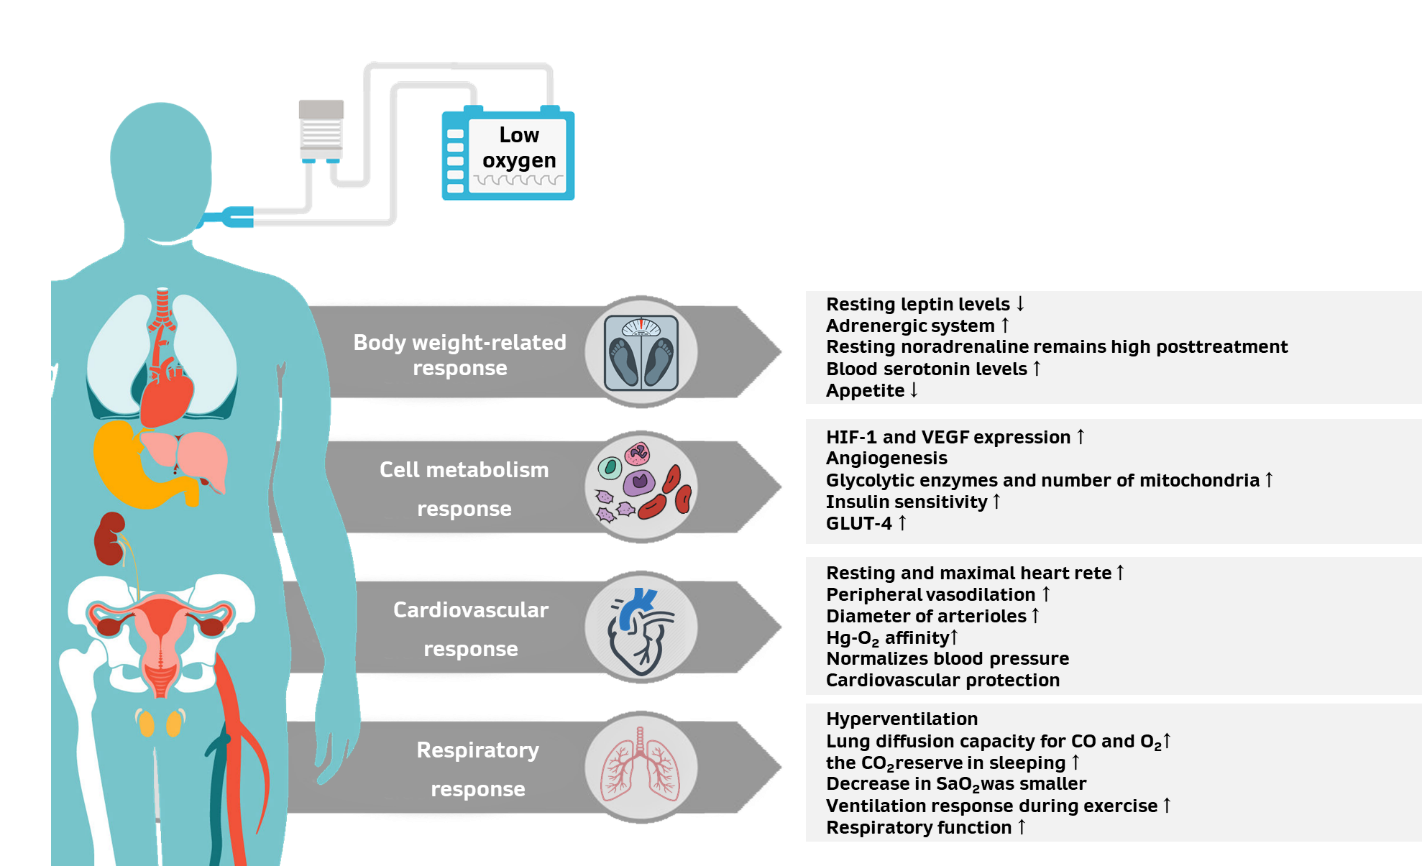 Low
oxygen
Body weight-related
response
Resting leptin levels ↓
Adrenergic system ↑
Resting noradrenaline remains high posttreatment
Blood serotonin levels ↑
Appetite ↓
Cell metabolism
response
HIF-1 and VEGF expression ↑
Angiogenesis
Glycolytic enzymes and number of mitochondria ↑
Insulin sensitivity ↑
GLUT-4 ↑
Cardiovascular
response
Resting and maximal heart rete ↑
Peripheral vasodilation ↑
Diameter of arterioles ↑
Hg-O₂ affinity↑
Normalizes blood pressure
Cardiovascular protection
Respiratory
response
Hyperventilation
Lung diffusion capacity for CO and O₂↑
the CO₂reserve in sleeping ↑
Decrease in SaO₂was smaller
Ventilation response during exercise ↑
Respiratory function ↑